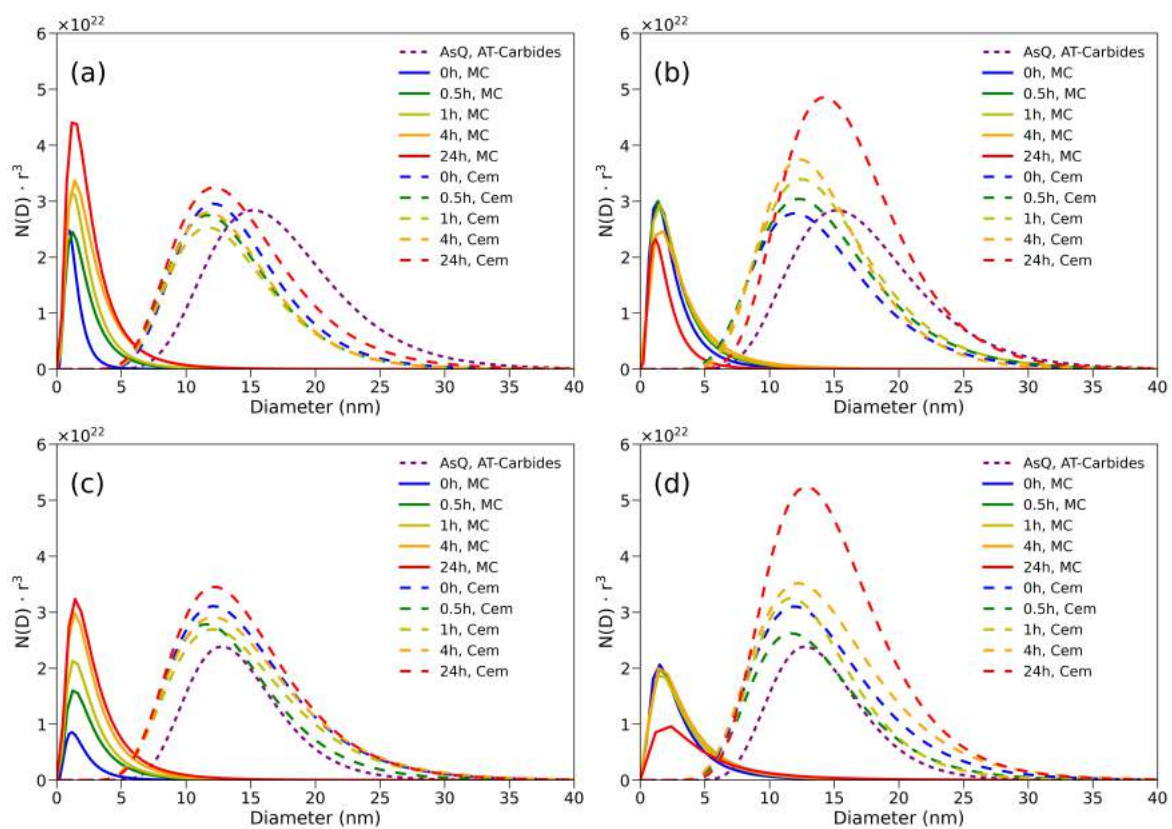 ×10²²
6
5
4
3
2
1
0
N(D) · r³
(a)
AsQ, AT-Carbides
0h, MC
0.5h, MC
1h, MC
4h, MC
24h, MC
0h, Cem
0.5h, Cem
1h, Cem
4h, Cem
24h, Cem
0 5 10 15 20 25 30 35 40
Diameter (nm)
×10²²
6
5
4
3
2
1
0
N(D) · r³
(b)
AsQ, AT-Carbides
0h, MC
0.5h, MC
1h, MC
4h, MC
24h, MC
0h, Cem
0.5h, Cem
1h, Cem
4h, Cem
24h, Cem
0 5 10 15 20 25 30 35 40
Diameter (nm)
×10²²
6
5
4
3
2
1
0
N(D) · r³
(c)
AsQ, AT-Carbides
0h, MC
0.5h, MC
1h, MC
4h, MC
24h, MC
0h, Cem
0.5h, Cem
1h, Cem
4h, Cem
24h, Cem
0 5 10 15 20 25 30 35 40
Diameter (nm)
×10²²
6
5
4
3
2
1
0
N(D) · r³
(d)
AsQ, AT-Carbides
0h, MC
0.5h, MC
1h, MC
4h, MC
24h, MC
0h, Cem
0.5h, Cem
1h, Cem
4h, Cem
24h, Cem
0 5 10 15 20 25 30 35 40
Diameter (nm)